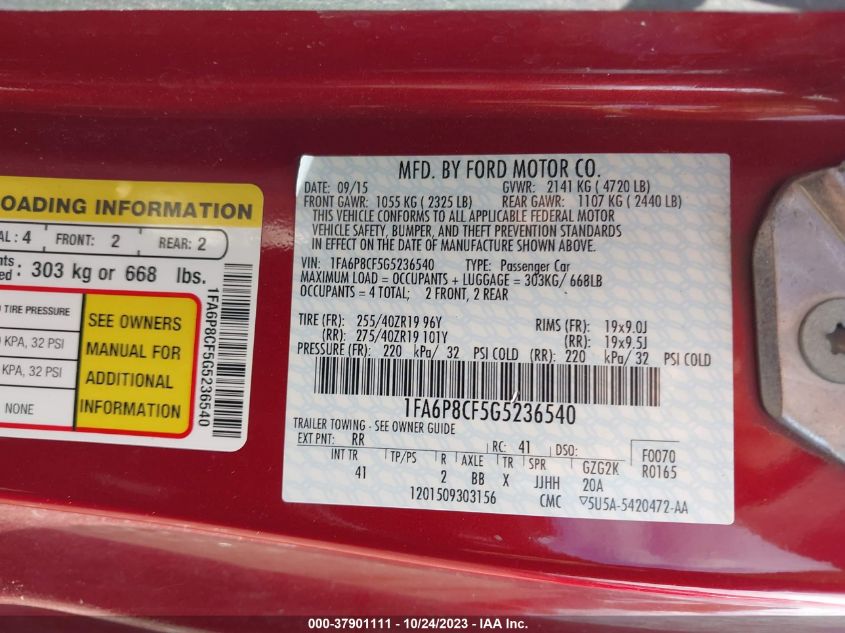 OADING INFORMATION
AL: 4 FRONT: 2 REAR: 2
nts
ed : 303 kg or 668 lbs.
TIRE PRESSURE
KPA, 32 PSI
KPA, 32 PSI
NONE
SEE OWNERS
MANUAL FOR
ADDITIONAL
INFORMATION
1FA6P8CF5G5236540
MFD. BY FORD MOTOR CO.
DATE: 09/15 GVWR: 2141 KG ( 4720 LB)
FRONT GAWR: 1055 KG ( 2325 LB) REAR GAWR: 1107 KG ( 2440 LB)
THIS VEHICLE CONFORMS TO ALL APPLICABLE FEDERAL MOTOR
VEHICLE SAFETY, BUMPER, AND THEFT PREVENTION STANDARDS
IN EFFECT ON THE DATE OF MANUFACTURE SHOWN ABOVE.
VIN: 1FA6P8CF5G5236540 TYPE: Passenger Car
MAXIMUM LOAD = OCCUPANTS + LUGGAGE = 303KG/ 668LB
OCCUPANTS = 4 TOTAL; 2 FRONT, 2 REAR
TIRE (FR): 255/40ZR19 96Y RIMS (FR): 19x9.0J
(RR): 275/40ZR19 101Y (RR): 19x9.5J
PRESSURE (FR): 220 kPa/ 32 PSI COLD (RR): 220 kPa/ 32 PSI COLD
1FA6P8CF5G5236540
TRAILER TOWING - SEE OWNER GUIDE
EXT PNT: RR RC: 41 DSO: F0070
INT TR TP/PS R AXLE TR SPR GZG2K R0165
41 2 BB X JJHH 20A
1201509303156 CMC ▽5U5A-5420472-AA
000-37901111 - 10/24/2023 - IAA Inc.